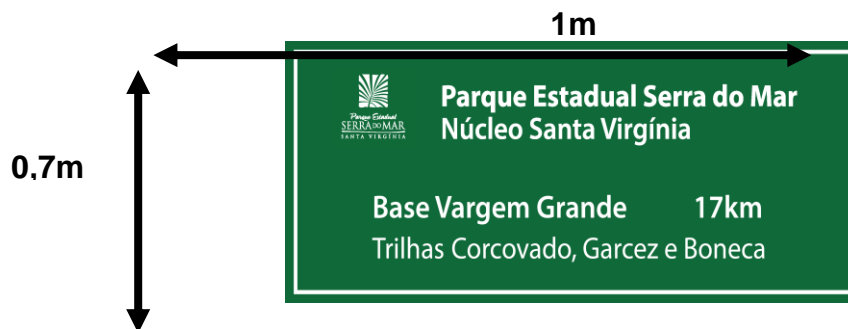 1m
0,7m
Parque Estadual
SERRA DO MAR
SANTA VIRGÍNIA
Parque Estadual Serra do Mar
Núcleo Santa Virgínia
Base Vargem Grande 17km
Trilhas Corcovado, Garcez e Boneca